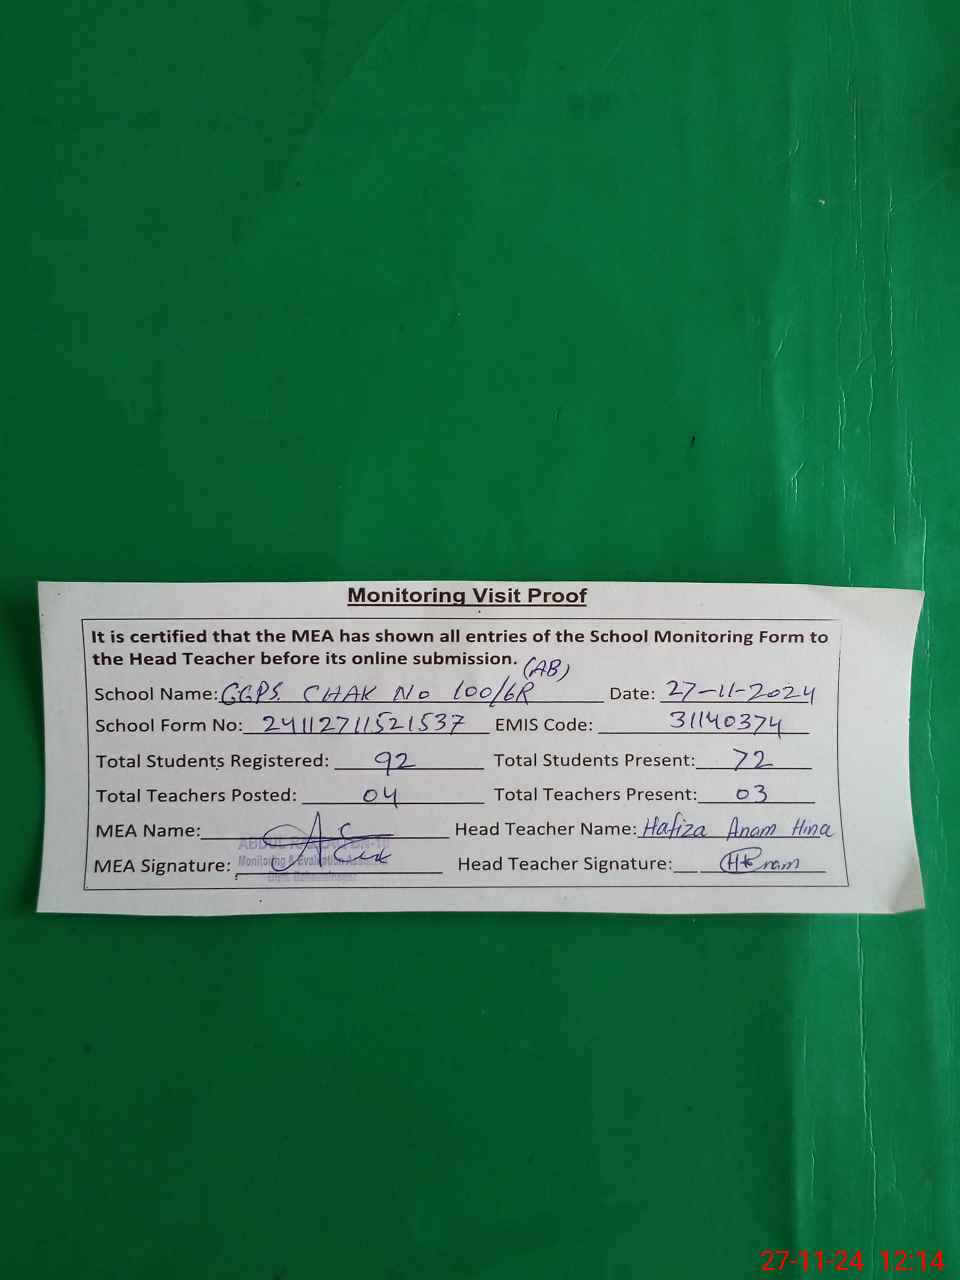 Monitoring Visit Proof
It is certified that the MEA has shown all entries of the School Monitoring Form to
the Head Teacher before its online submission.
(AB)
School Name: GGPS CHAK No 100/6R Date: 27-11-2024
School Form No: 24112711521537 EMIS Code: 31140374
Total Students Registered: 92 Total Students Present: 72
Total Teachers Posted: 04 Total Teachers Present: 03
MEA Name: Head Teacher Name: Hafiza Anam Hina
ABDUL
MEA Signature: Monitoring & Evaluation Head Teacher Signature:
27-11-24 12:14